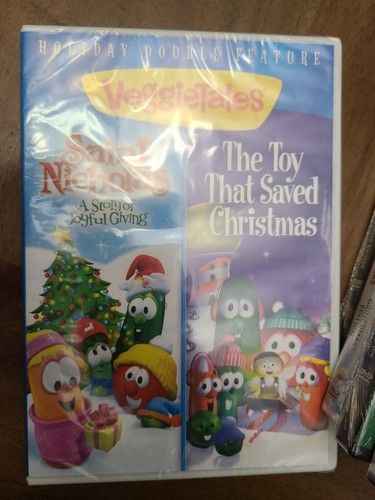 HOLIDAY DOUBLE FEATURE
VeggieTales
Saint
Nicholas
A Story of
Joyful Giving
The Toy
That Saved
Christmas